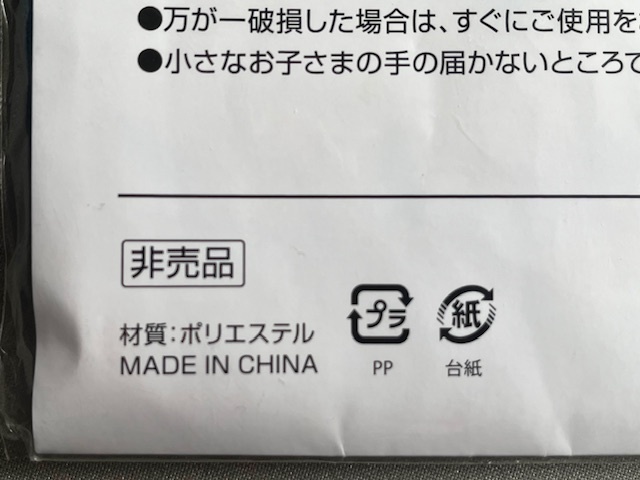 ●万が一破損した場合は、すぐにご使用を
●小さなお子さまの手の届かないところで
非売品
材質:ポリエステル
MADE IN CHINA
プラ
PP
紙
台紙